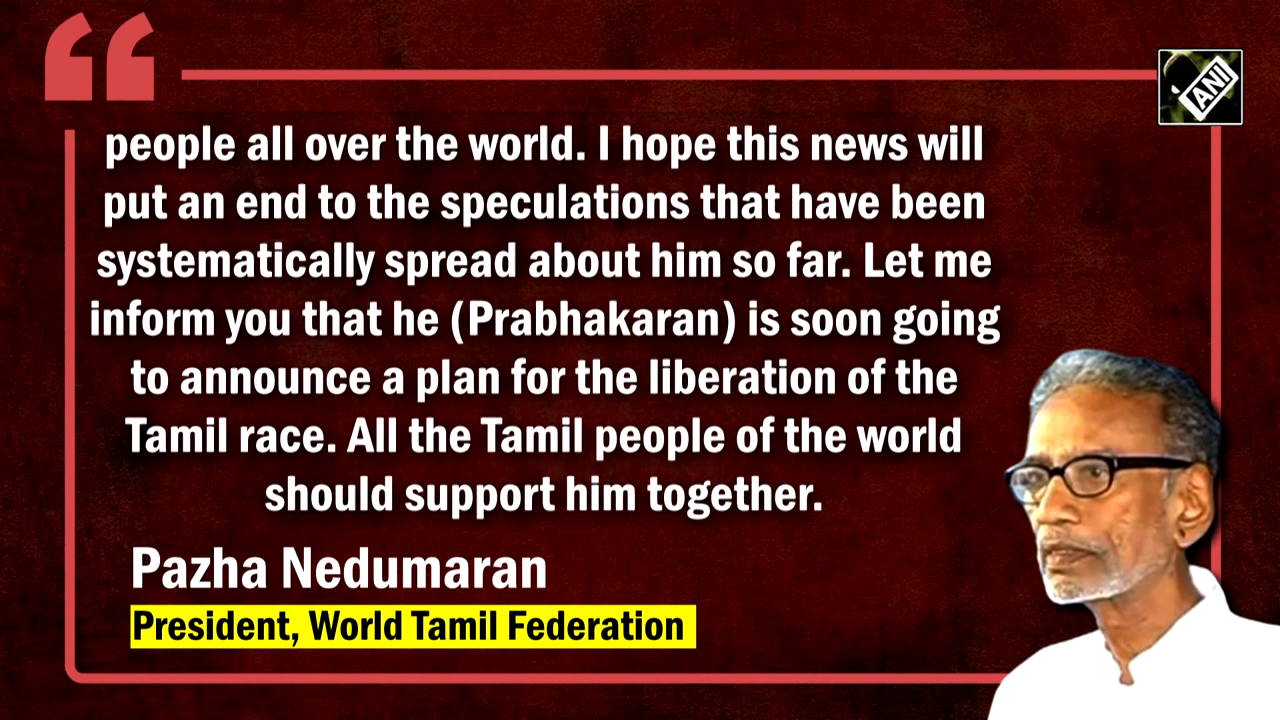 ANI
people all over the world. I hope this news will
put an end to the speculations that have been
systematically spread about him so far. Let me
inform you that he (Prabhakaran) is soon going
to announce a plan for the liberation of the
Tamil race. All the Tamil people of the world
should support him together.
Pazha Nedumaran
President, World Tamil Federation